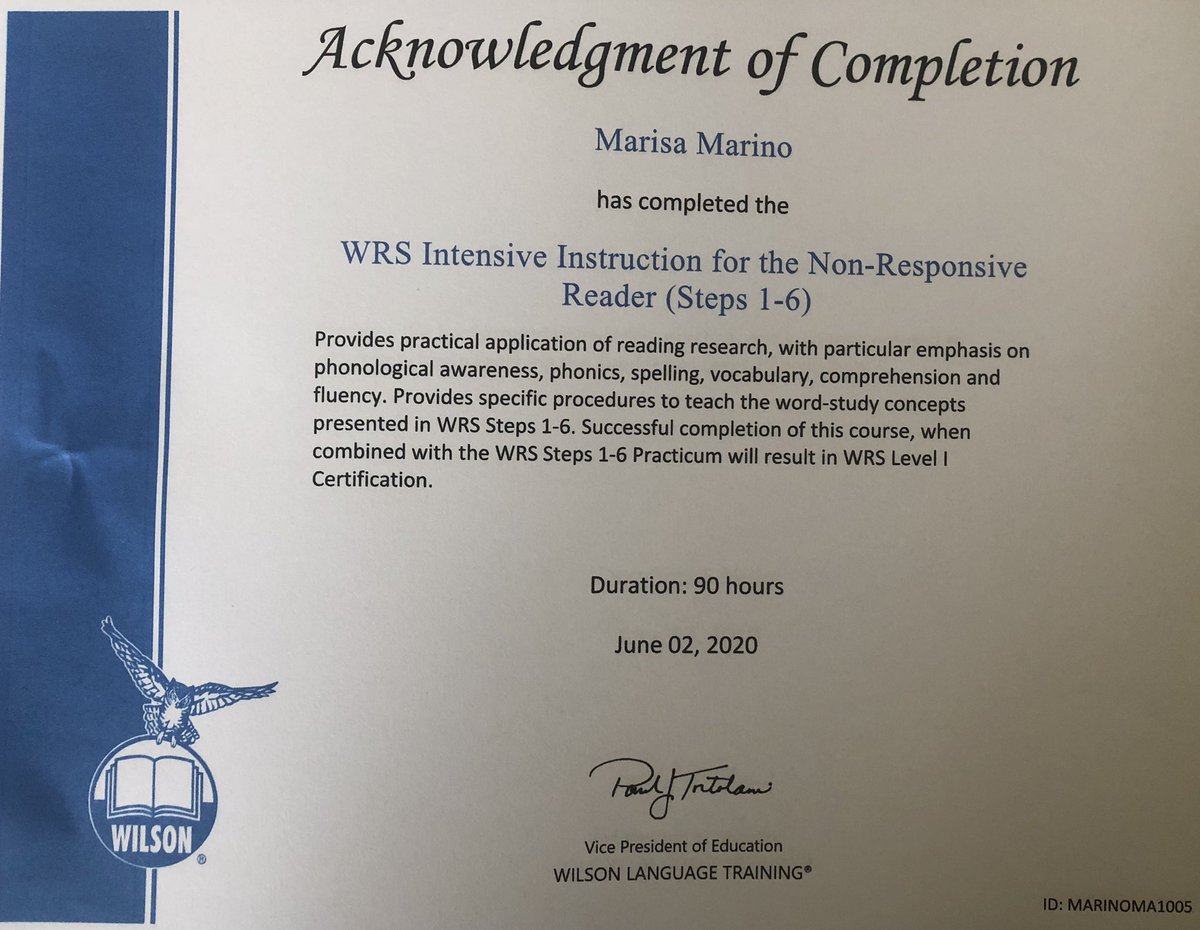 Acknowledgment of Completion
Marisa Marino
has completed the
WRS Intensive Instruction for the Non-Responsive
Reader (Steps 1-6)
Provides practical application of reading research, with particular emphasis on
phonological awareness, phonics, spelling, vocabulary, comprehension and
fluency. Provides specific procedures to teach the word-study concepts
presented in WRS Steps 1-6. Successful completion of this course, when
combined with the WRS Steps 1-6 Practicum will result in WRS Level I
Certification.
Duration: 90 hours
June 02, 2020
Paul J Tortolani
Vice President of Education
WILSON LANGUAGE TRAINING®
WILSON®
ID: MARINOMA1005